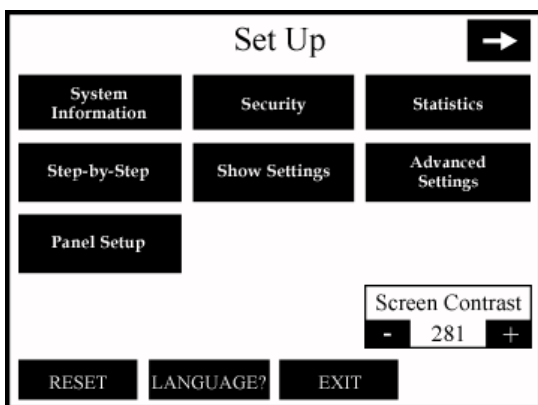 Set Up
System
Information
Security
Statistics
Step-by-Step
Show Settings
Advanced
Settings
Panel Setup
Screen Contrast
- 281 +
RESET LANGUAGE? EXIT